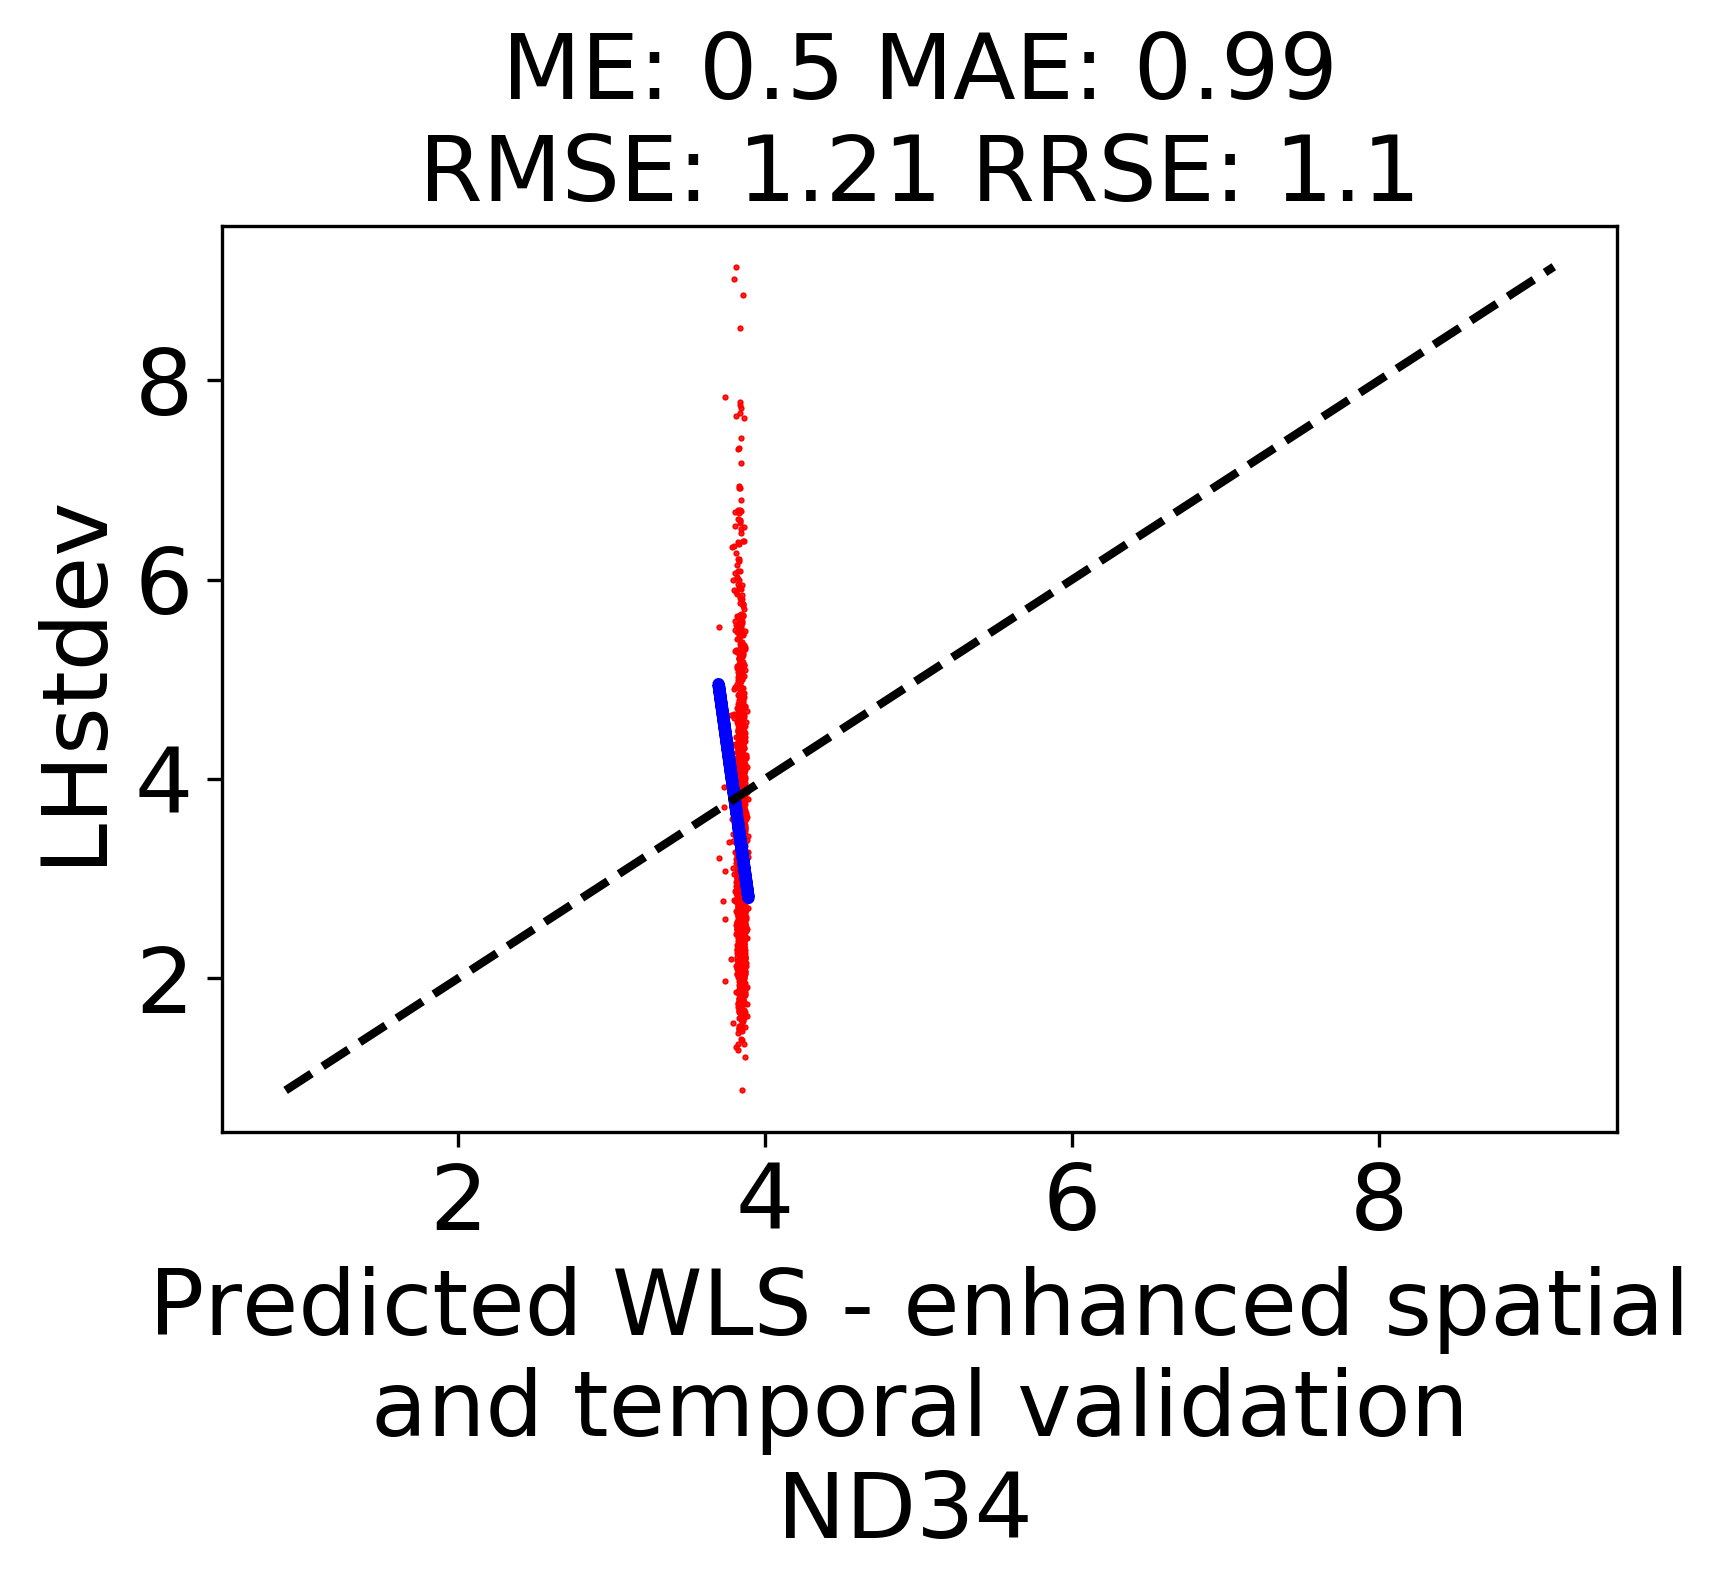 ME: 0.5 MAE: 0.99
RMSE: 1.21 RRSE: 1.1
LHstdev
8
6
4
2
2 4 6 8
Predicted WLS - enhanced spatial
and temporal validation
ND34